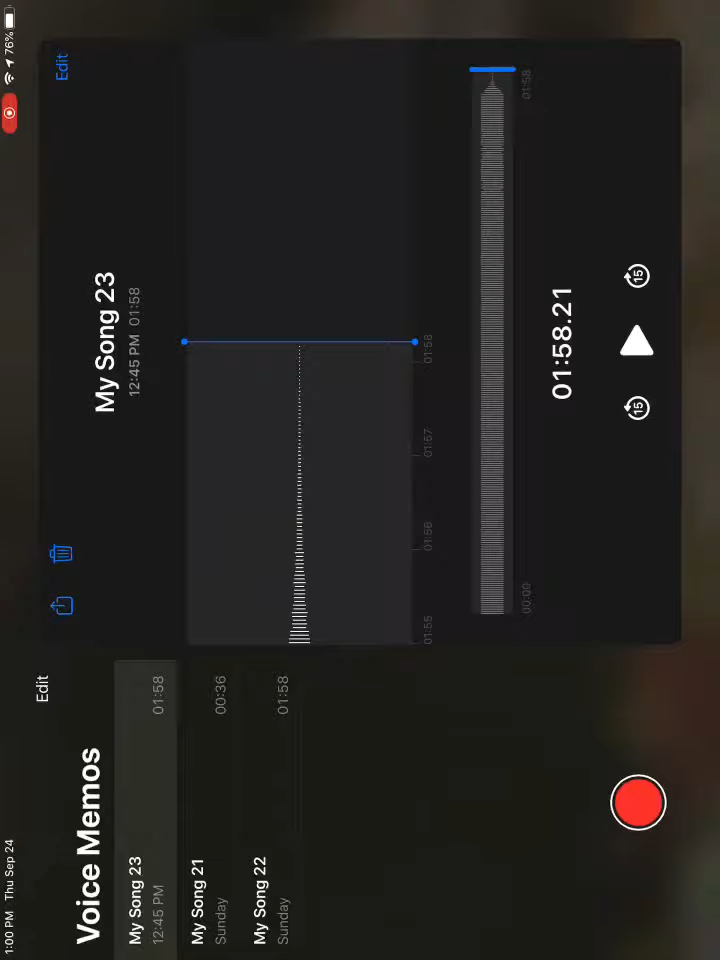 1:00 PM Thu Sep 24
76%
Edit
Voice Memos
My Song 23
12:45 PM 01:58
My Song 21
Sunday 00:36
My Song 22
Sunday 01:58
Edit
My Song 23
12:45 PM 01:58
01:55 01:56 01:57 01:58
00:00 01:58
01:58.21
15 15